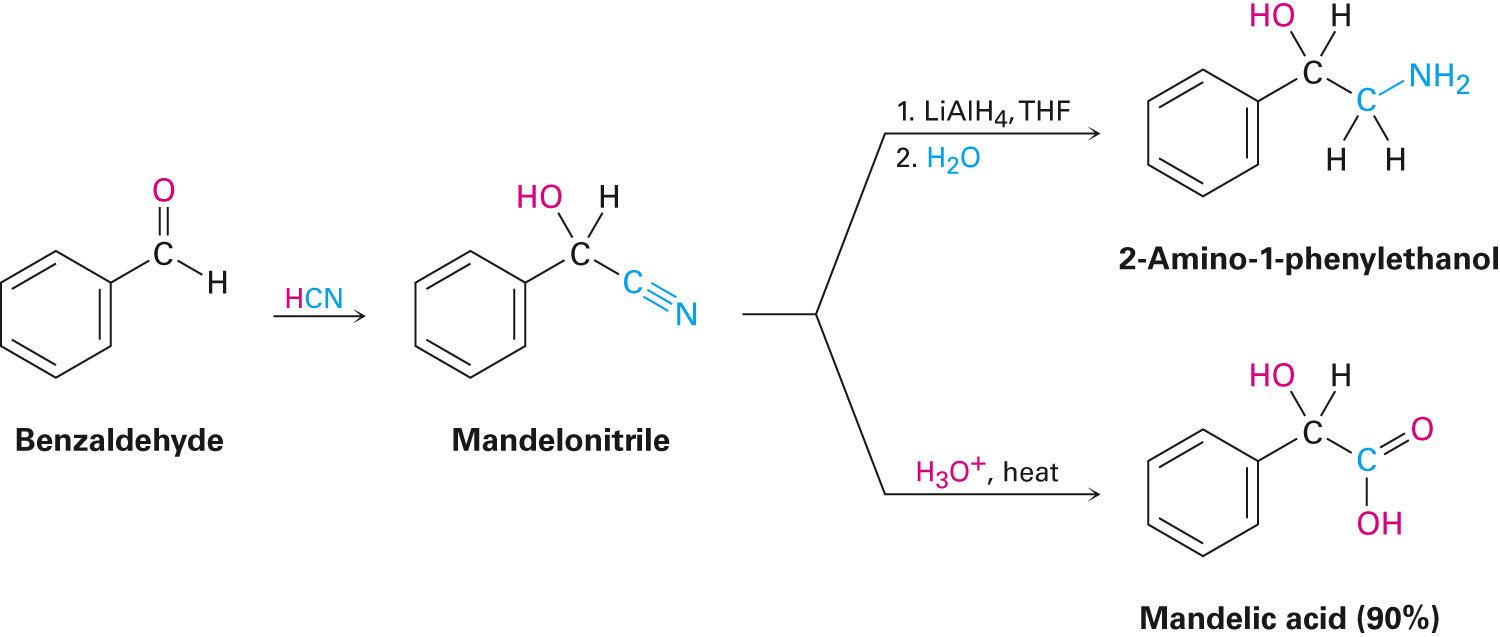 O
C
H
Benzaldehyde
HCN
HO H
C
C
N
Mandelonitrile
1. LiAlH4, THF
2. H2O
HO H
C
C
NH2
H H
2-Amino-1-phenylethanol
H3O+, heat
HO H
C
C
O
OH
Mandelic acid (90%)